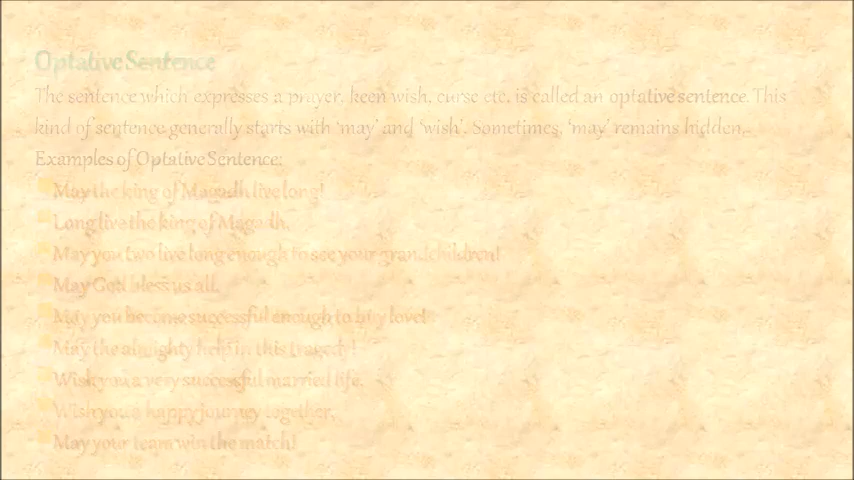 Optative Sentence
The sentence which expresses a prayer, keen wish, curse etc. is called an optative sentence. This
kind of sentence generally starts with ‘may’ and ‘wish’. Sometimes, ‘may’ remains hidden.
Examples of Optative Sentence:
May the king of Magadh live long!
Long live the king of Magadh.
May you two live long enough to see your grandchildren!
May God bless us all.
May you become successful enough to buy love!
May the almighty help in this tragedy!
Wish you a very successful married life.
Wish you a happy journey together.
May your team win the match!